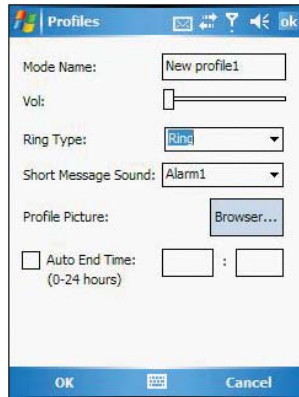 Profiles ok
Mode Name: New profile1
Vol:
Ring Type: Ring
Short Message Sound: Alarm1
Profile Picture: Browser...
Auto End Time: :
(0-24 hours)
OK Cancel